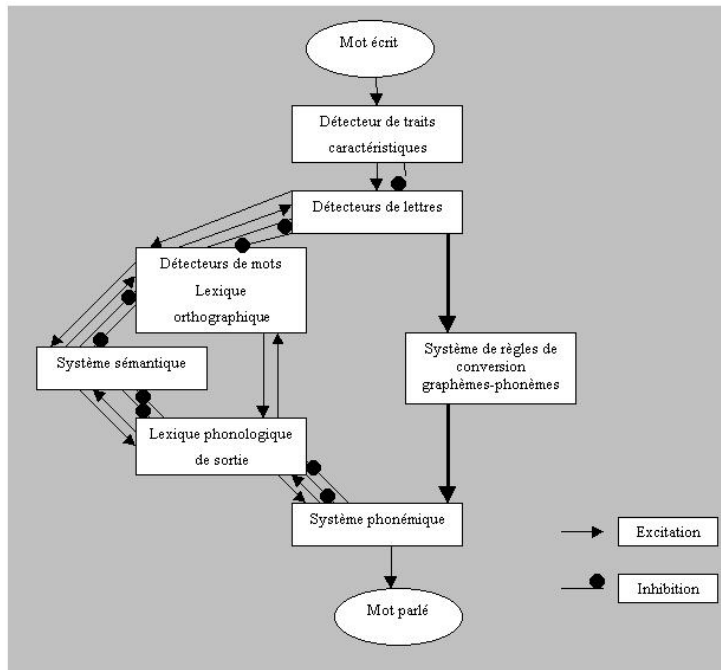 Mot écrit
Détecteur de traits
caractéristiques
Détecteurs de lettres
Détecteurs de mots
Lexique
orthographique
Système de règles de
conversion
graphèmes-phonèmes
Système sémantique
Lexique phonologique
de sortie
Système phonémique
Excitation
Inhibition
Mot parlé